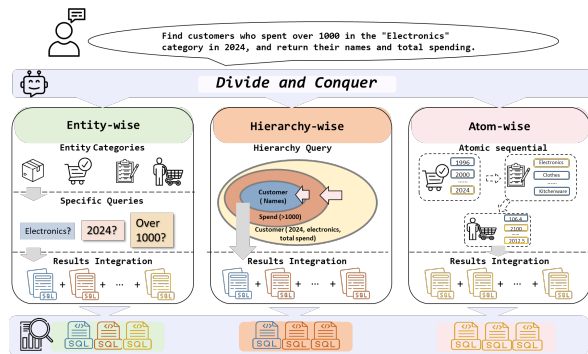 Find customers who spent over 1000 in the "Electronics"
category in 2024, and return their names and total spending.
Divide and Conquer
Entity-wise
Entity Categories
Specific Queries
Electronics?
2024?
Over
1000?
Results Integration
SQL + SQL + ... + SQL
Hierarchy-wise
Hierarchy Query
Customer
(Names)
Spend (>1000)
Customer (2024, electronics,
total spend)
Results Integration
SQL + SQL + ... + SQL
Atom-wise
Atomic sequential
1996
2000
......
2024
Electronics
Clothes
......
Kitchenware
106.4
2100
......
2012.5
Results Integration
SQL + SQL + ... + SQL
SQL SQL SQL
SQL SQL SQL
SQL SQL SQL